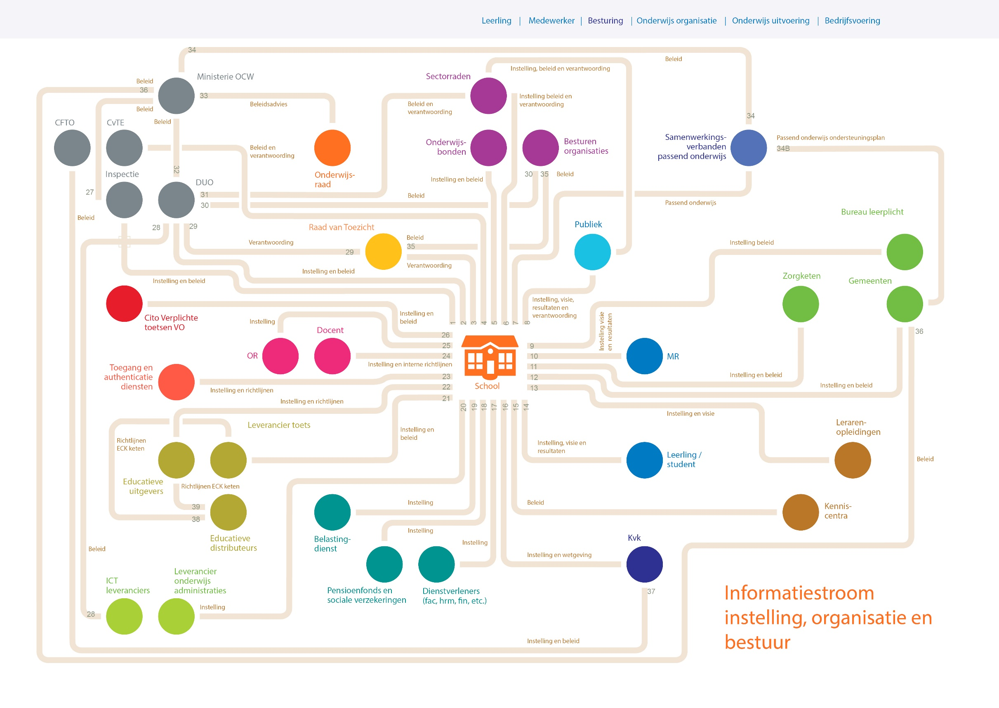 Leerling | Medewerker | Besturing | Onderwijs organisatie | Onderwijs uitvoering | Bedrijfsvoering
34
Beleid
Instelling, beleid en verantwoording
Ministerie OCW
Sectorraden
Beleid
36
33
Beleidsadvies
Beleid
Beleid en
verantwoording
Instelling beleid en
verantwoording
34
CFTO
CvTE
Beleid
Beleid en
verantwoording
Onderwijs-
bonden
Besturen
organisaties
Samenwerkings-
verbanden
passend onderwijs
Passend onderwijs ondersteuningsplan
34B
32
Inspectie
Onderwijs-
raad
Instelling en beleid
30
35
Beleid
DUO
27
31
30
Beleid
Passend onderwijs
Bureau leerplicht
Beleid
28
29
Raad van Toezicht
Publiek
Verantwoording
29
Beleid
35
Instelling beleid
Verantwoording
Instelling en beleid
Instelling en beleid
Zorgketen
Gemeenten
Cito Verplichte
toetsen VO
Instelling
Instelling en
beleid
Instelling, visie,
resultaten en
verantwoording
Instelling visie
en resultaten
1
2
3
4
5
6
7
8
36
Docent
26
25
24
23
22
21
9
10
11
12
13
OR
MR
Instelling en interne richtlijnen
Toegang en
authenticatie
diensten
Instelling en richtlijnen
School
Instelling en beleid
Instelling en beleid
Instelling en richtlijnen
20
19
18
17
16
15
14
Instelling en visie
Leverancier toets
Leraren-
opleidingen
Instelling en
beleid
Richtlijnen
ECK keten
Instelling, visie en
resultaten
Leerling /
student
Beleid
Educatieve
uitgevers
Richtlijnen ECK keten
39
38
Instelling
Beleid
Kennis-
centra
Instelling
Educatieve
distributeurs
Belasting-
dienst
Instelling
Kvk
Beleid
Instelling en wetgeving
ICT
leveranciers
Leverancier
onderwijs
administraties
Pensioenfonds en
sociale verzekeringen
Dienstverleners
(fac, hrm, fin, etc.)
37
Instelling
28
Instelling en beleid
Informatiestroom
instelling, organisatie en
bestuur